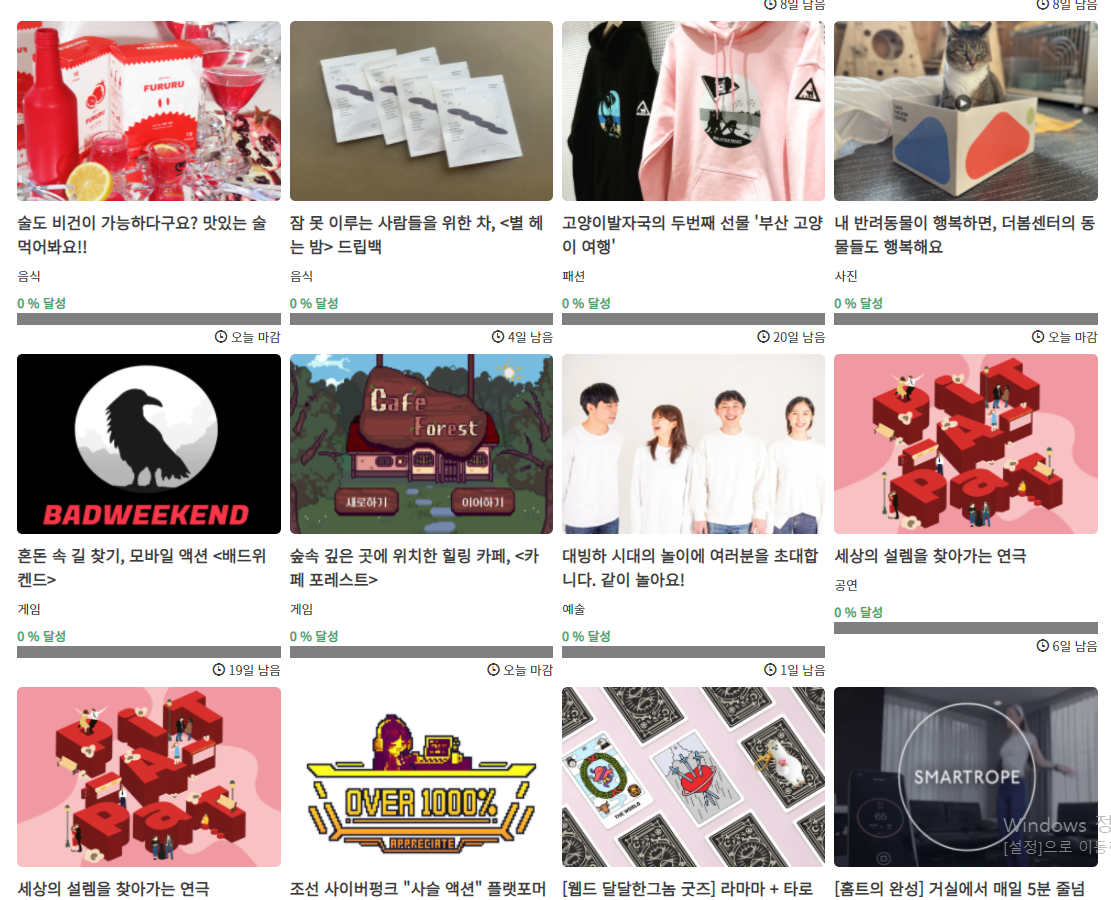 8일 남음
8일 남음
FURURU
FURURU
술도 비건이 가능하다구요? 맛있는 술
먹어봐요!!
음식
0 % 달성
오늘 마감
잠 못 이루는 사람들을 위한 차, <별 헤
는 밤> 드립백
음식
0 % 달성
4일 남음
고양이발자국의 두번째 선물 '부산 고양
이 여행'
패션
0 % 달성
20일 남음
내 반려동물이 행복하면, 더봄센터의 동
물들도 행복해요
사진
0 % 달성
오늘 마감
BADWEEKEND
혼돈 속 길 찾기, 모바일 액션 <배드위
켄드>
게임
0 % 달성
19일 남음
Cafe
Forest
새로하기
이어하기
숲속 깊은 곳에 위치한 힐링 카페, <카
페 포레스트>
게임
0 % 달성
오늘 마감
대빙하 시대의 놀이에 여러분을 초대합
니다. 같이 놀아요!
예술
0 % 달성
1일 남음
세상의 설렘을 찾아가는 연극
공연
0 % 달성
6일 남음
세상의 설렘을 찾아가는 연극
OVER 1000%
APPRECIATE
조선 사이버펑크 "사슬 액션" 플랫포머
THE WORLD
[웬드 달달한그놈 굿즈] 라마마 + 타로
SMARTROPE
65
Windows 정
[설정]으로 이동
[홈트의 완성] 거실에서 매일 5분 줄넘